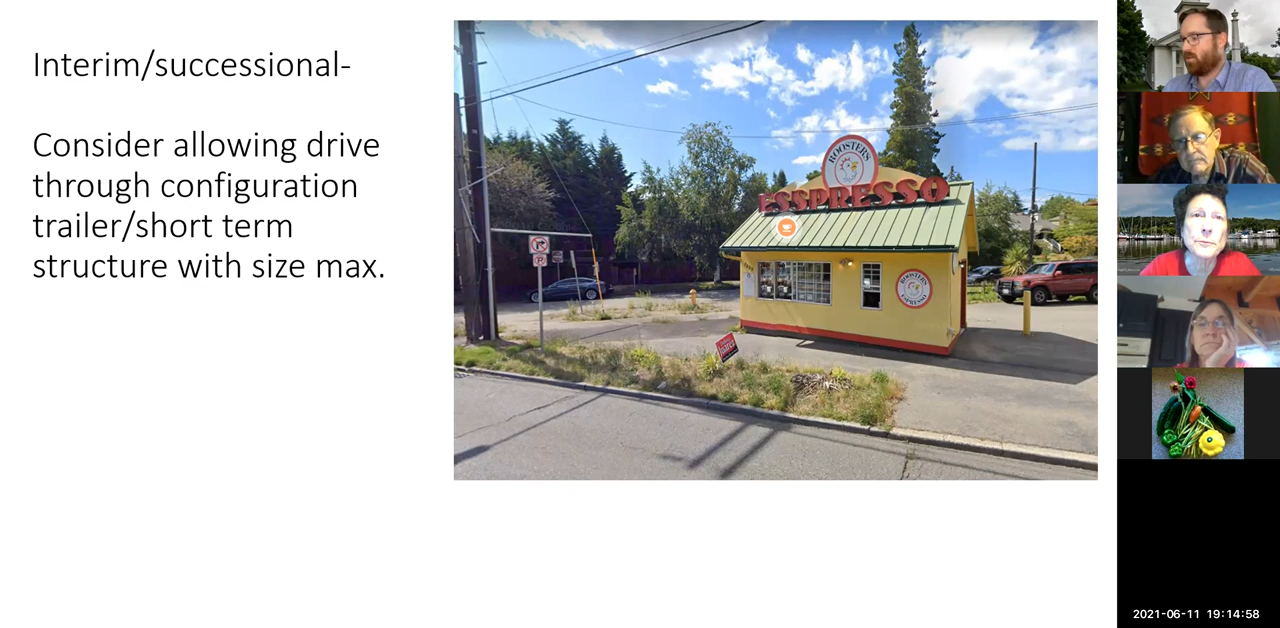 Interim/successional-
Consider allowing drive
through configuration
trailer/short term
structure with size max.
ROOSTERS
ESSPRESSO
ROOSTERS
ESPRESSO
2021-06-11 19:14:58